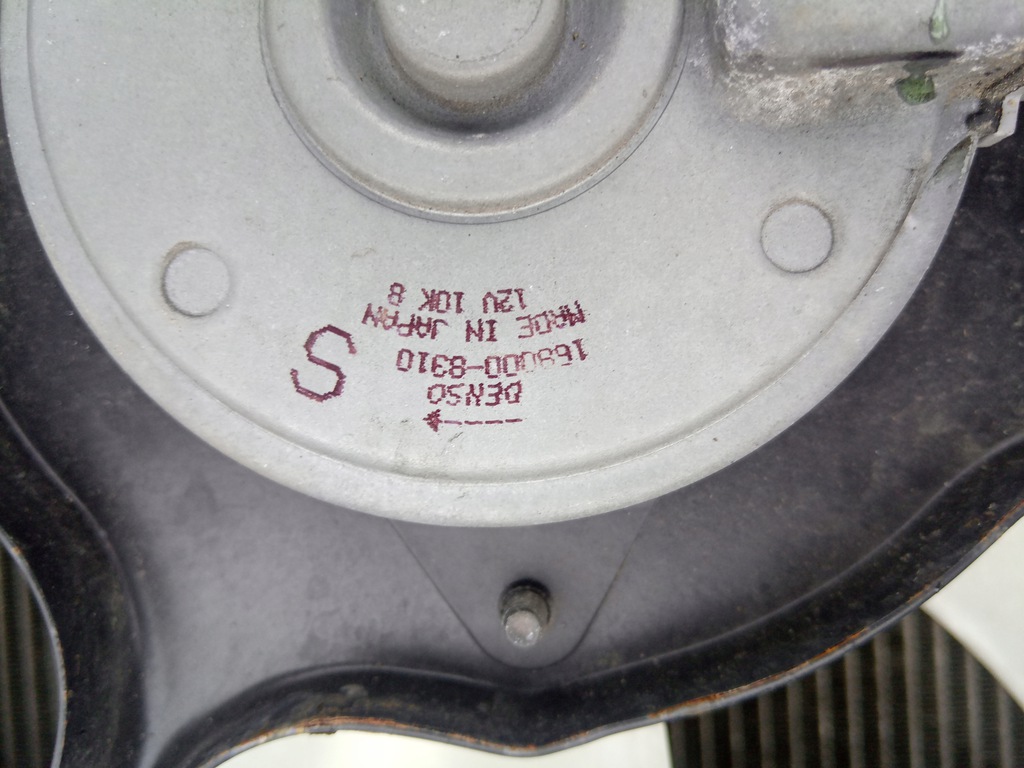 DENSO
168000-8310
MADE IN JAPAN
12V 10K 8
S